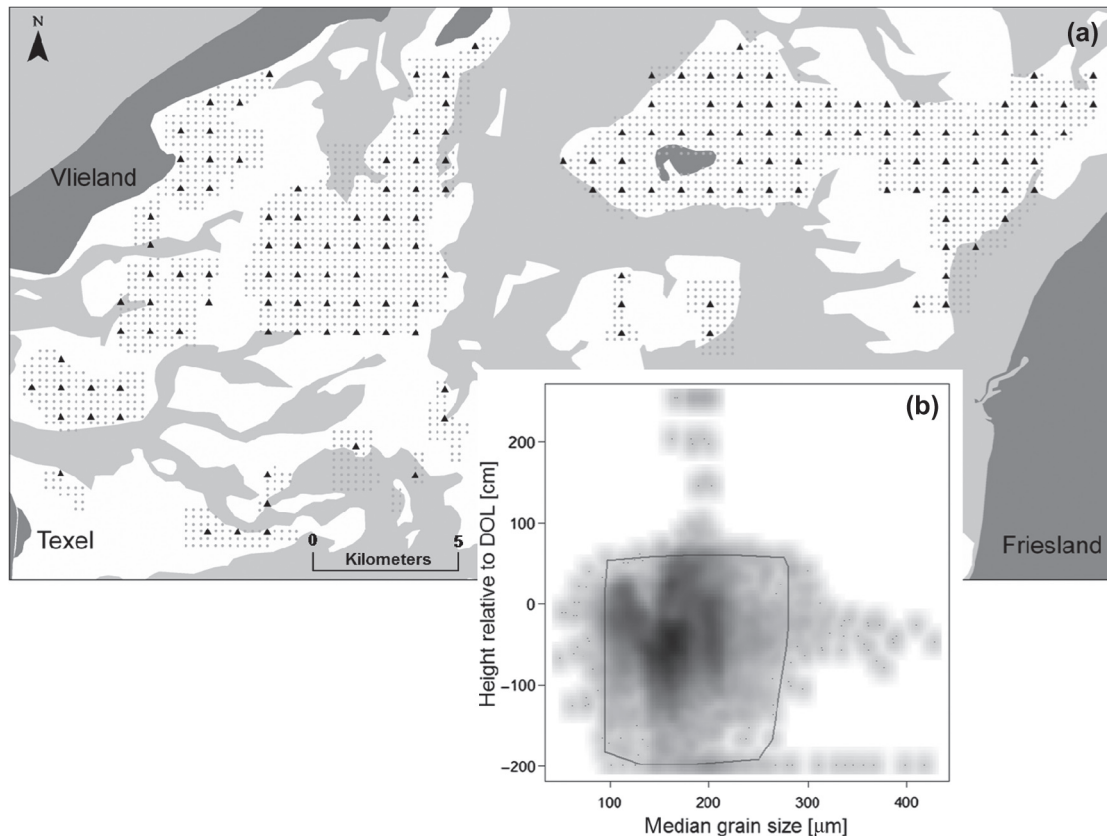 N
(a)
Vlieland
Texel
0 5
Kilometers
Friesland
(b)
Height relative to DOL [cm]
200
100
0
-100
-200
100 200 300 400
Median grain size [µm]